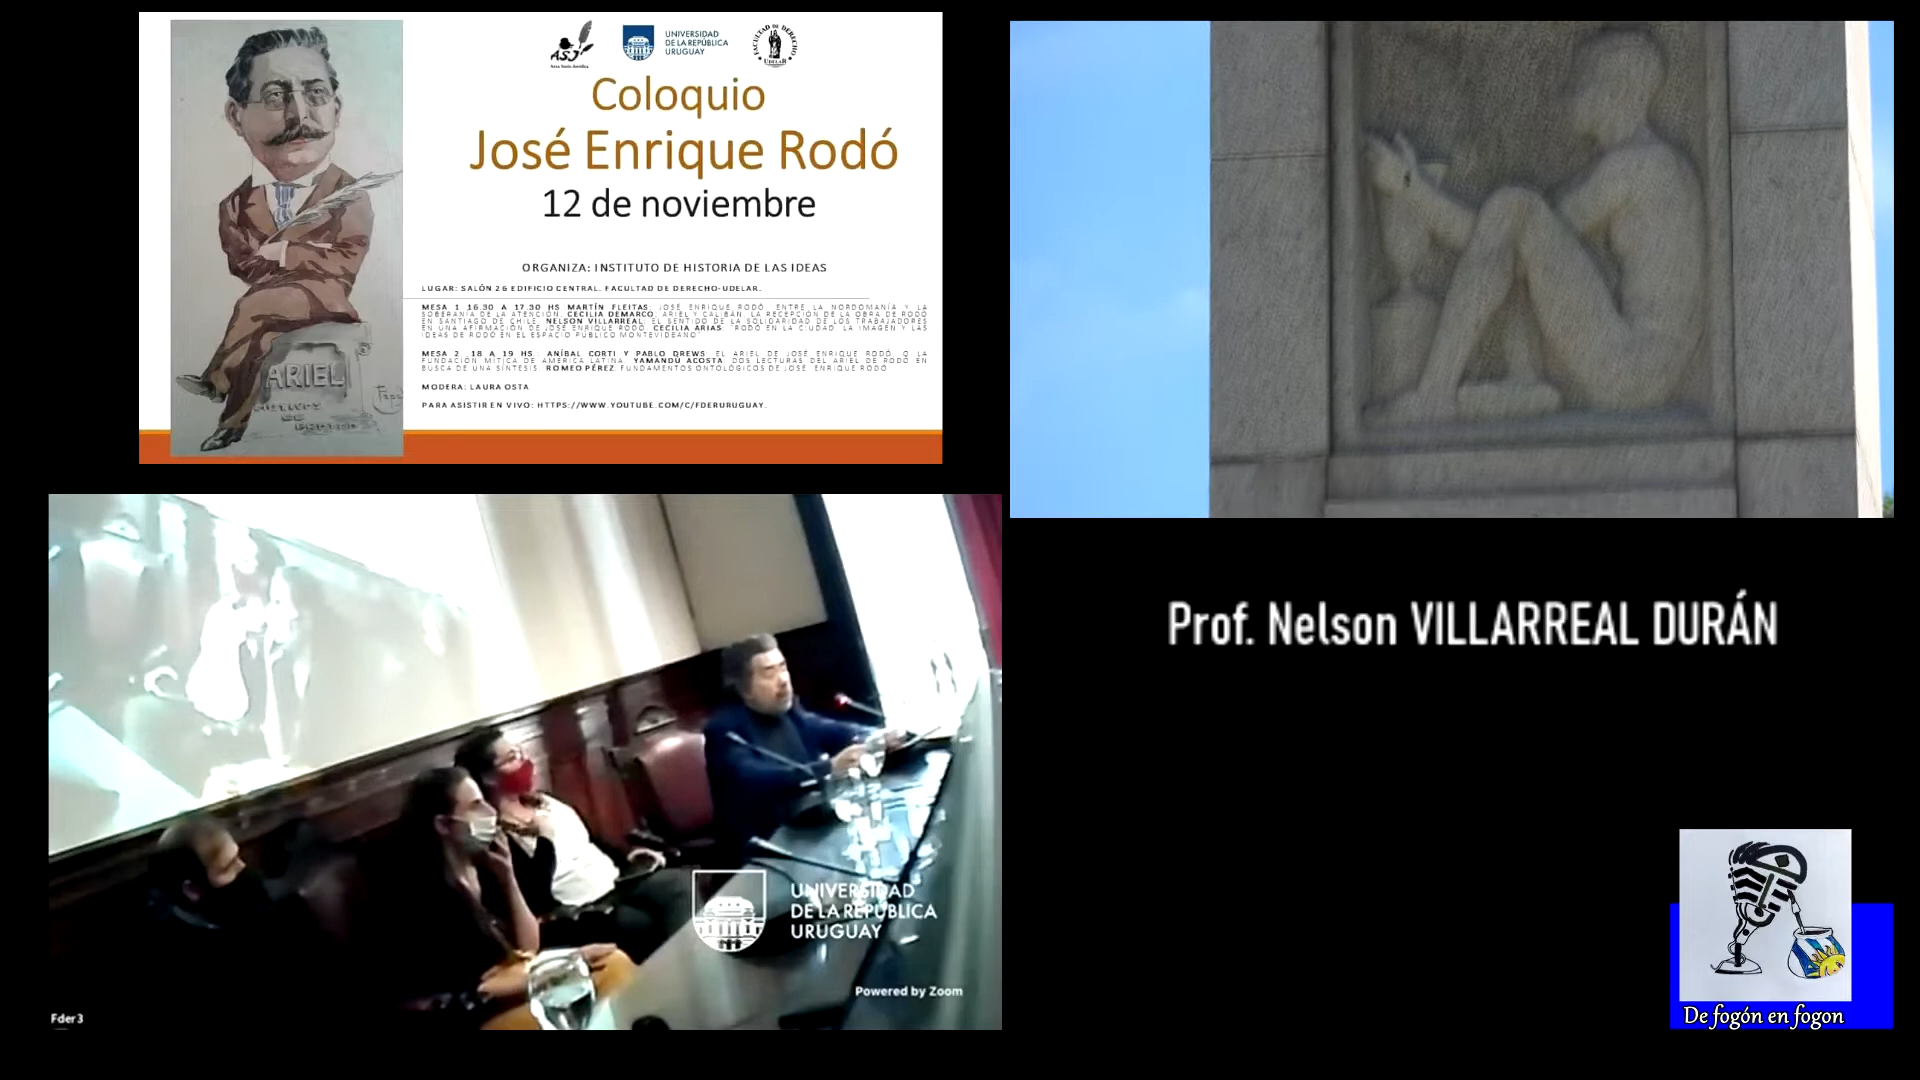 ASJ
Area Socio-Jurídica
UNIVERSIDAD
DE LA REPÚBLICA
URUGUAY
FACULTAD DE DERECHO
UDELAR
Coloquio
José Enrique Rodó
12 de noviembre
ORGANIZA: INSTITUTO DE HISTORIA DE LAS IDEAS
LUGAR: SALÓN 26 EDIFICIO CENTRAL. FACULTAD DE DERECHO-UDELAR.
MESA 1 16.30 A 17.30 HS MARTÍN FLEITAS: JOSÉ ENRIQUE RODÓ, ENTRE LA NORDOMANÍA Y LA
SOBERANÍA DE LA ATENCIÓN. CECILIA DEMARCO: ARIEL Y CALIBÁN: LA RECEPCIÓN DE LA OBRA DE RODÓ
EN SANTIAGO DE CHILE. NELSON VILLARREAL: EL SENTIDO DE LA SOLIDARIDAD DE LOS TRABAJADORES
EN UNA AFIRMACIÓN DE JOSÉ ENRIQUE RODÓ. CECILIA ARIAS: "RODÓ EN LA CIUDAD. LA IMAGEN Y LAS
IDEAS DE RODÓ EN EL ESPACIO PÚBLICO MONTEVIDEANO"
MESA 2 18 A 19 HS.: ANÍBAL CORTI Y PABLO DREWS: EL ARIEL DE JOSÉ ENRIQUE RODÓ, O LA
FUNDACIÓN MÍTICA DE AMÉRICA LATINA. YAMANDÚ ACOSTA: DOS LECTURAS DEL ARIEL DE RODÓ EN
BUSCA DE UNA SÍNTESIS. ROMEO PÉREZ: FUNDAMENTOS ONTOLÓGICOS DE JOSÉ ENRIQUE RODÓ
MODERA: LAURA OSTA
PARA ASISTIR EN VIVO: HTTPS://WWW.YOUTUBE.COM/C/FDERURUGUAY.
ARIEL
Prof. Nelson VILLARREAL DURÁN
UNIVERSIDAD
DE LA REPÚBLICA
URUGUAY
Powered by Zoom
Fder3
De fogón en fogon